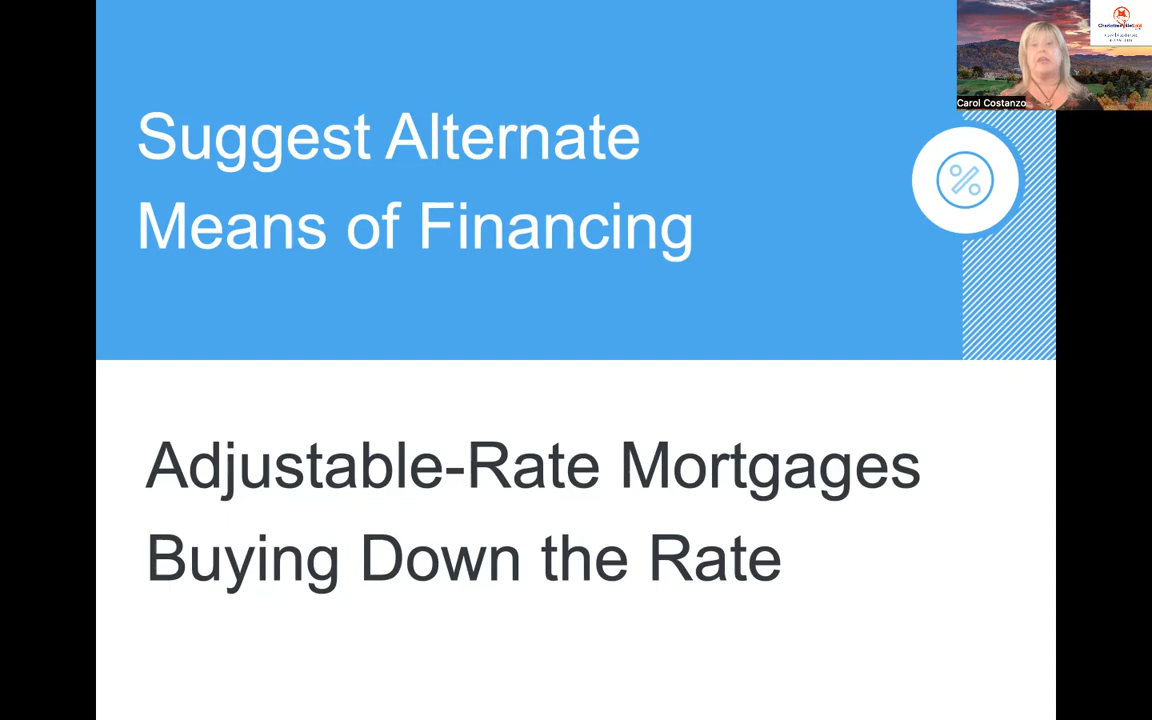 Suggest Alternate
Means of Financing
Carol Costanzo
Adjustable-Rate Mortgages
Buying Down the Rate